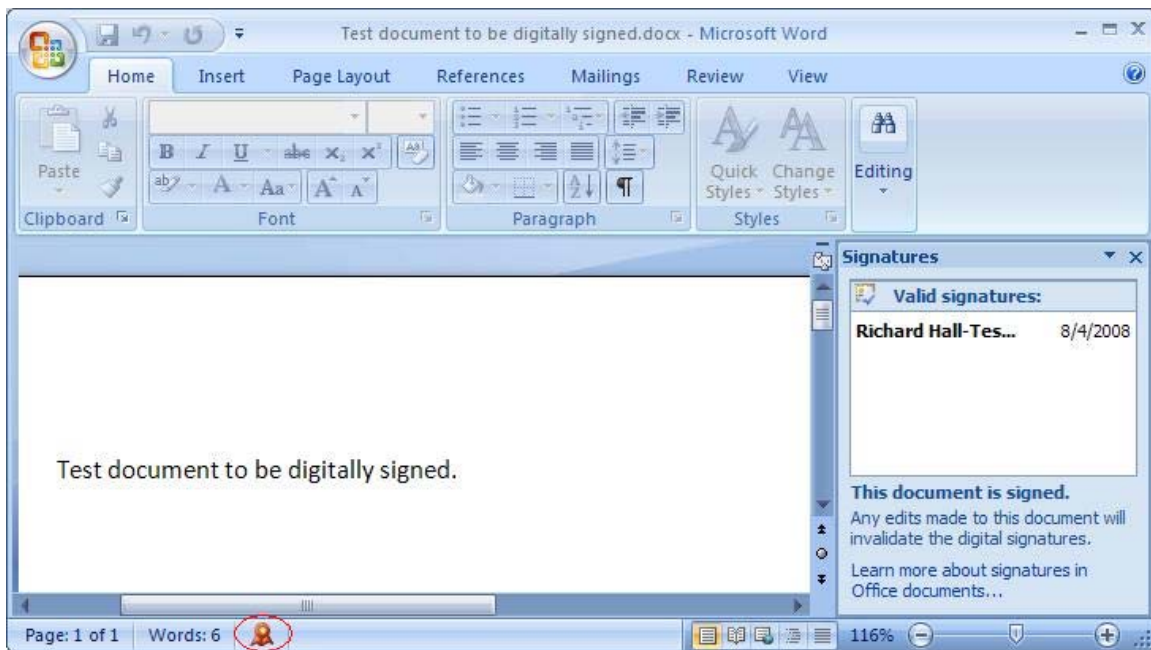 Test document to be digitally signed.docx - Microsoft Word
Home Insert Page Layout References Mailings Review View
Paste
B I U abc X₂ X² Aa A A
Quick Styles Change Styles
Editing
Clipboard Font Paragraph Styles
Signatures
Valid signatures:
Richard Hall-Tes... 8/4/2008
Test document to be digitally signed.
This document is signed.
Any edits made to this document will
invalidate the digital signatures.
Learn more about signatures in
Office documents...
Page: 1 of 1 Words: 6 116%